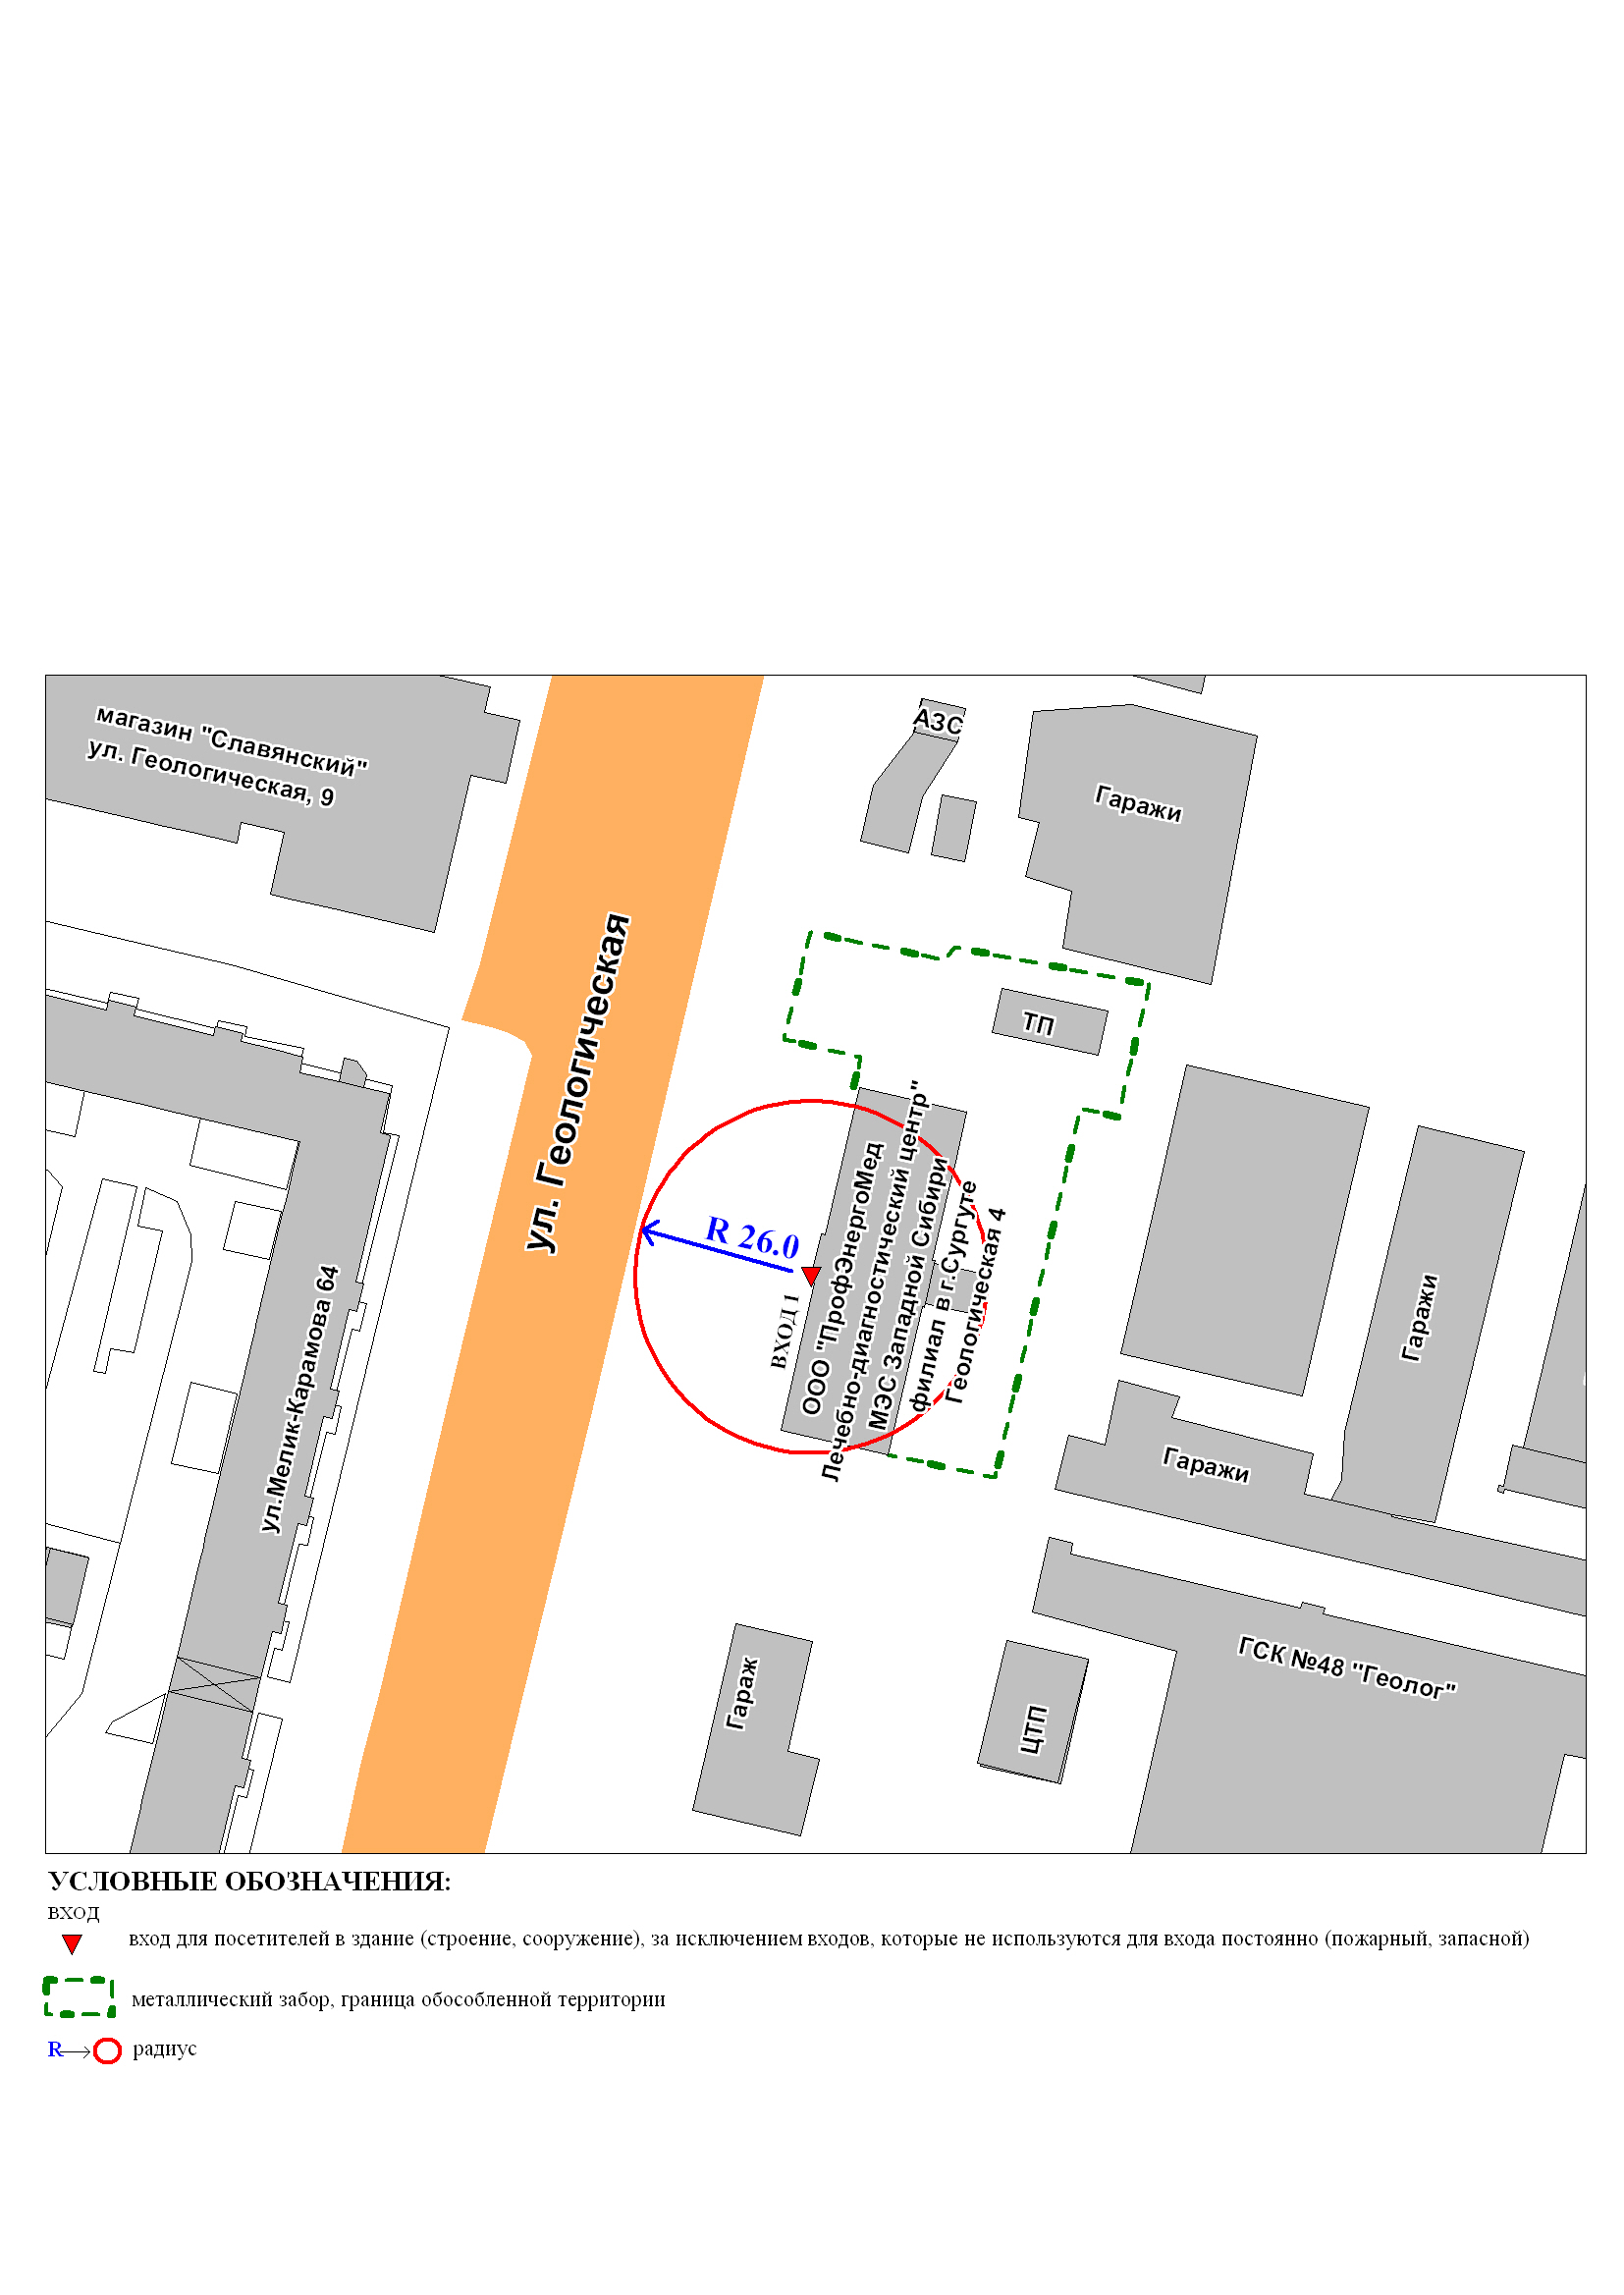 магазин "Славянский"
ул. Геологическая, 9
АЗС
Гаражи
ул. Геологическая
ТП
R 26.0
ВХОД 1
ООО "ПрофЭнергоМед
Лечебно-диагностический центр"
МЭС Западной Сибири
филиал в г.Сургуте
Геологическая 4
ул.Мелик-Карамова 64
Гаражи
Гаражи
Гараж
ЦТП
ГСК №48 "Геолог"
УСЛОВНЫЕ ОБОЗНАЧЕНИЯ:
ВХОД
вход для посетителей в здание (строение, сооружение), за исключением входов, которые не используются для входа постоянно (пожарный, запасной)
металлический забор, граница обособленной территории
R радиус